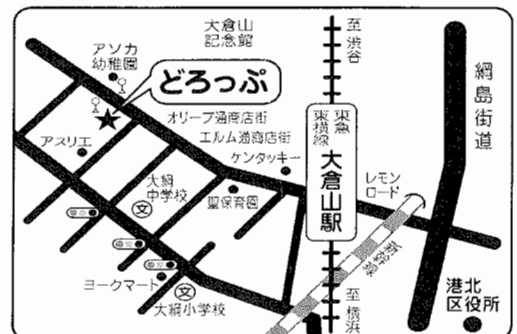 大倉山
記念館
至
渋谷
アソカ
幼稚園
どろっぷ
オリーブ通商店街
エルム通商店街
ケンタッキー
アスリエ
大綱
中学校
文
聖保育園
東急
東横線
大倉山駅
レモン
ロード
綱島街道
新幹線
ヨークマート
文
大綱小学校
至
横浜
港北
区役所